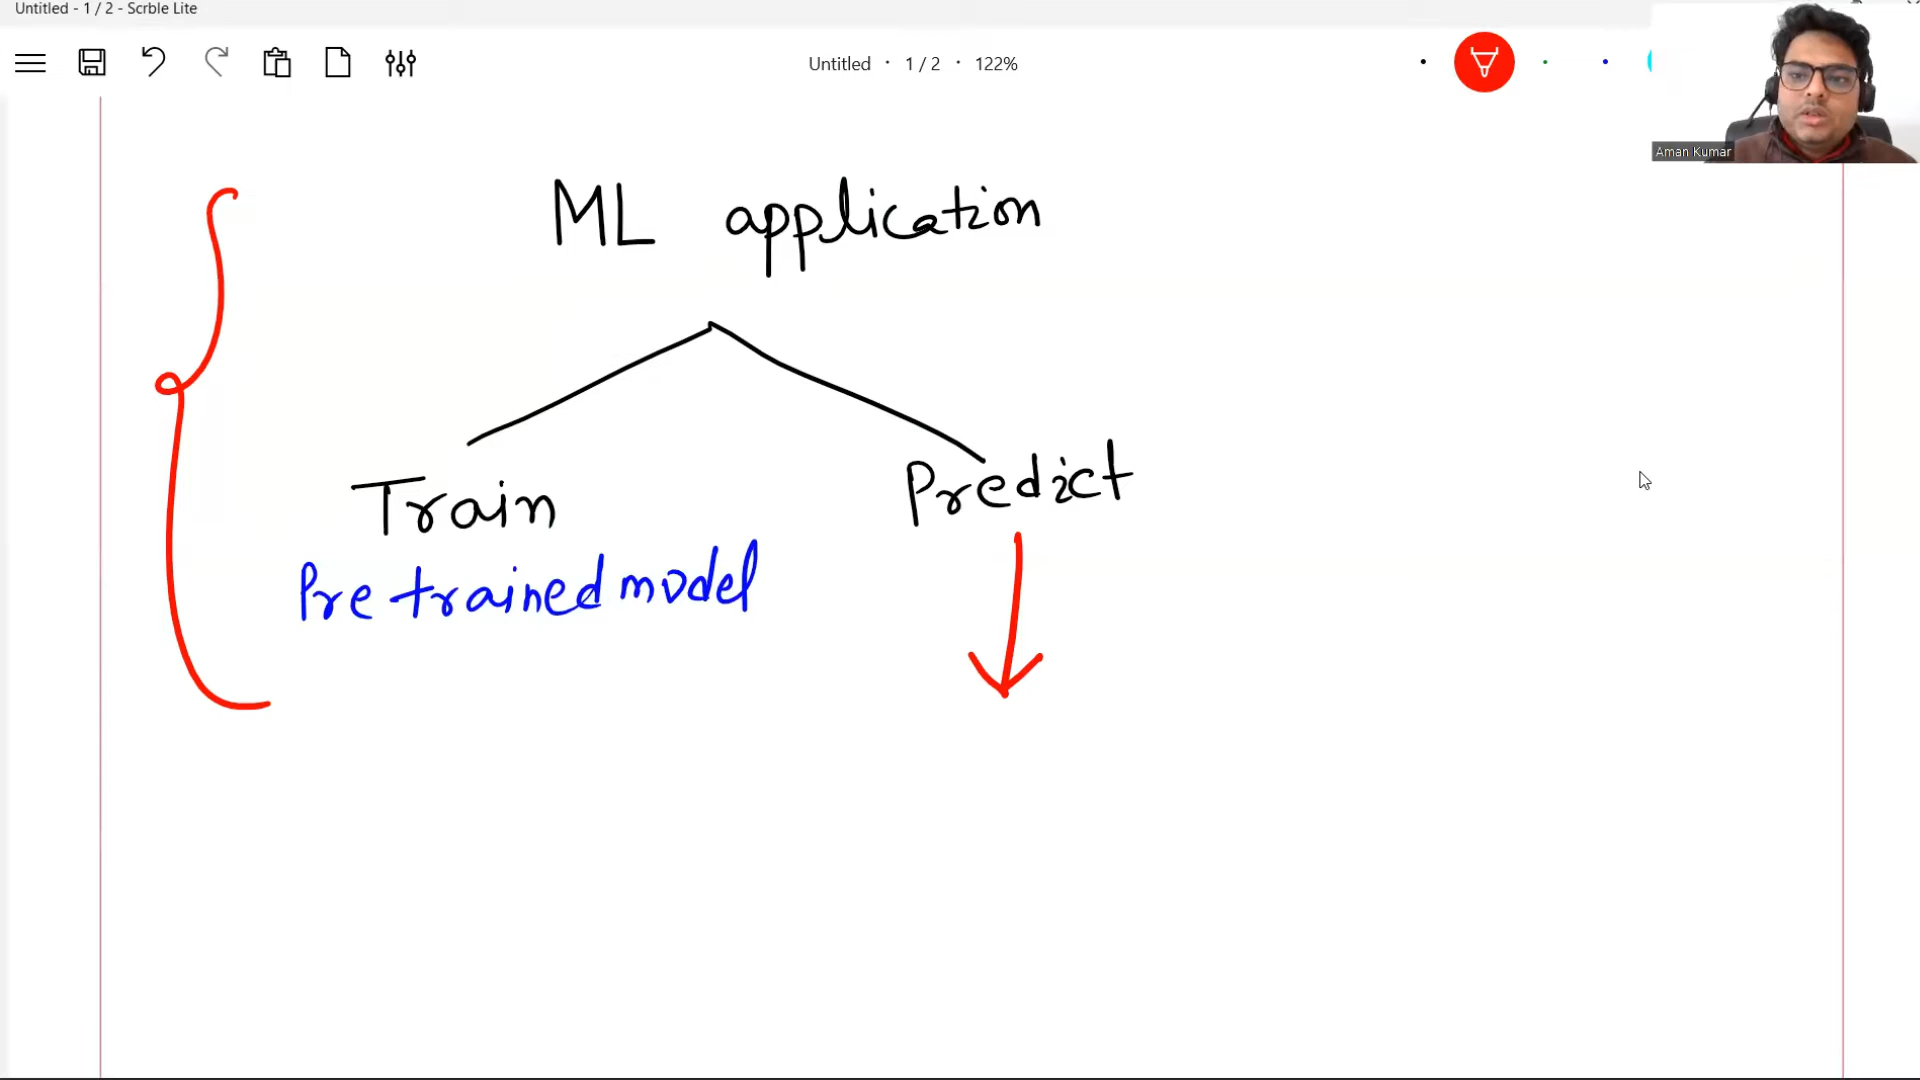 Untitled - 1 / 2 - Scrble Lite
Untitled · 1 / 2 · 122%
Aman Kumar
ML application
Train
Predict
Pre trained model